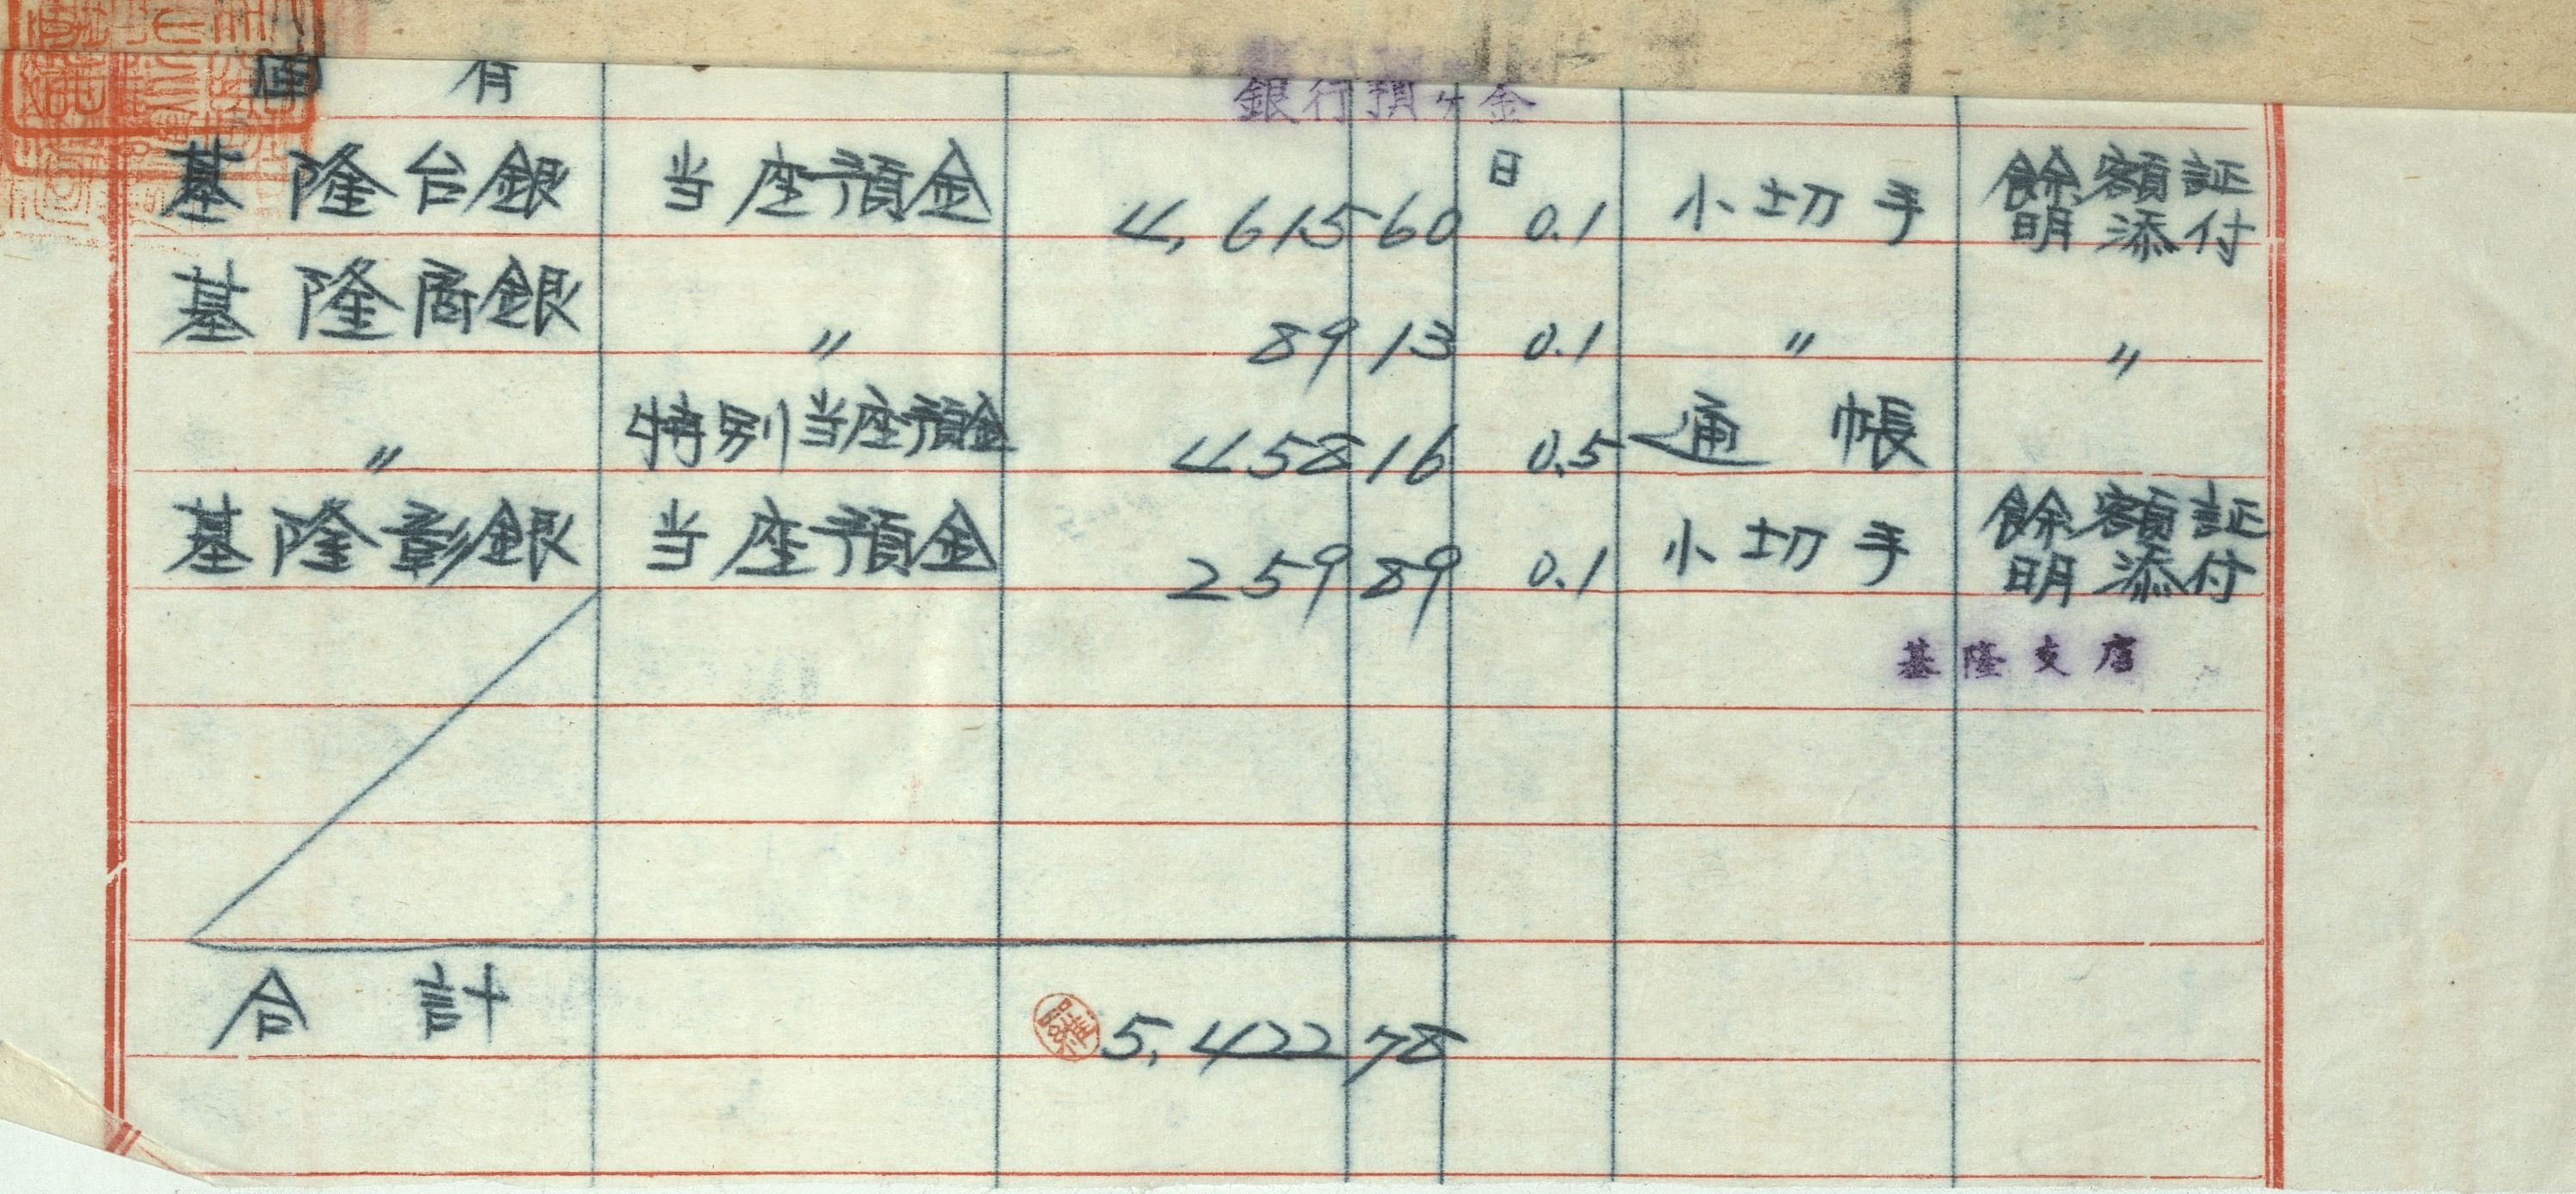 固有
銀行預ケ金
基隆台銀 当座預金 4,615 60 日 0.1 小切手 餘額証明添付
基隆商銀 〃 89 13 0.1 〃 〃
〃 特別当座預金 458 16 0.5 通帳
基隆彰銀 当座預金 259 89 0.1 小切手 餘額証明添付
基隆支店
合計 羅 5,422 78